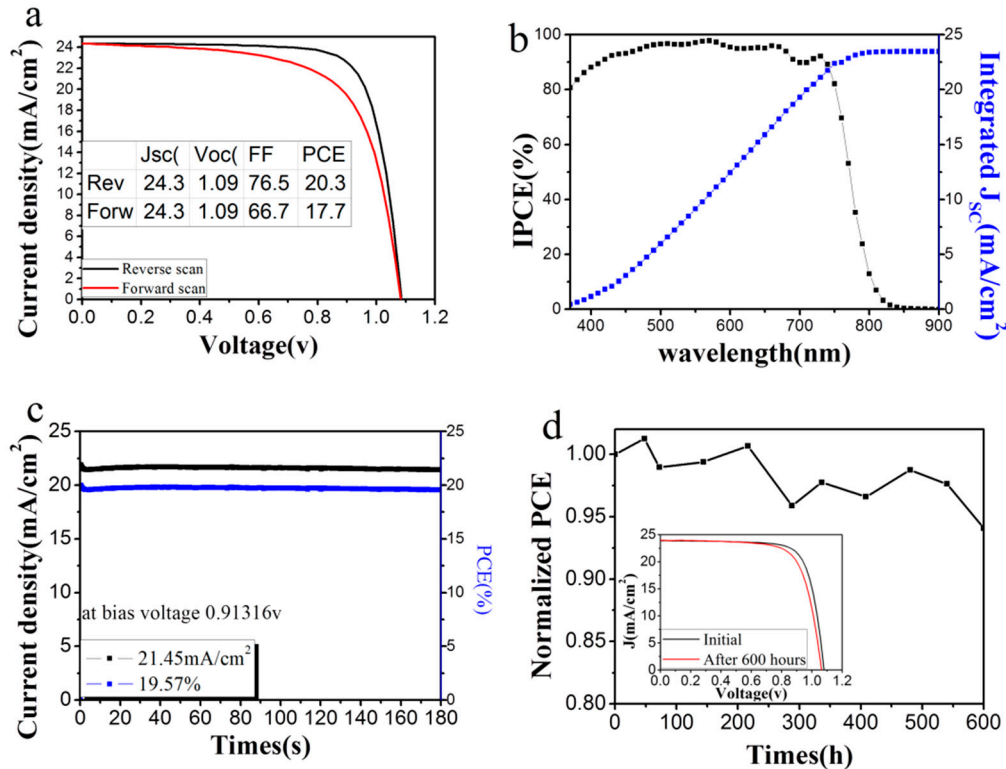 a
Current density(mA/cm²)
24
22
20
18
16
14
12
10
8
6
4
2
0
Jsc( Voc( FF PCE
Rev 24.3 1.09 76.5 20.3
Forw 24.3 1.09 66.7 17.7
Reverse scan
Forward scan
0.0 0.2 0.4 0.6 0.8 1.0 1.2
Voltage(v)
b
IPCE(%)
100
80
60
40
20
0
25
20
15
10
5
0
Integrated J SC (mA/cm²)
400 500 600 700 800 900
wavelength(nm)
c
Current density(mA/cm²)
25
20
15
10
5
0
at bias voltage 0.91316v
21.45mA/cm²
19.57%
25
20
15
10
5
0
PCE(%)
0 20 40 60 80 100 120 140 160 180
Times(s)
d
Normalized PCE
1.00
0.95
0.90
0.85
0.80
J(mA/cm²)
25
20
15
10
5
0
Initial
After 600 hours
0.0 0.2 0.4 0.6 0.8 1.0 1.2
Voltage(v)
0 100 200 300 400 500 600
Times(h)